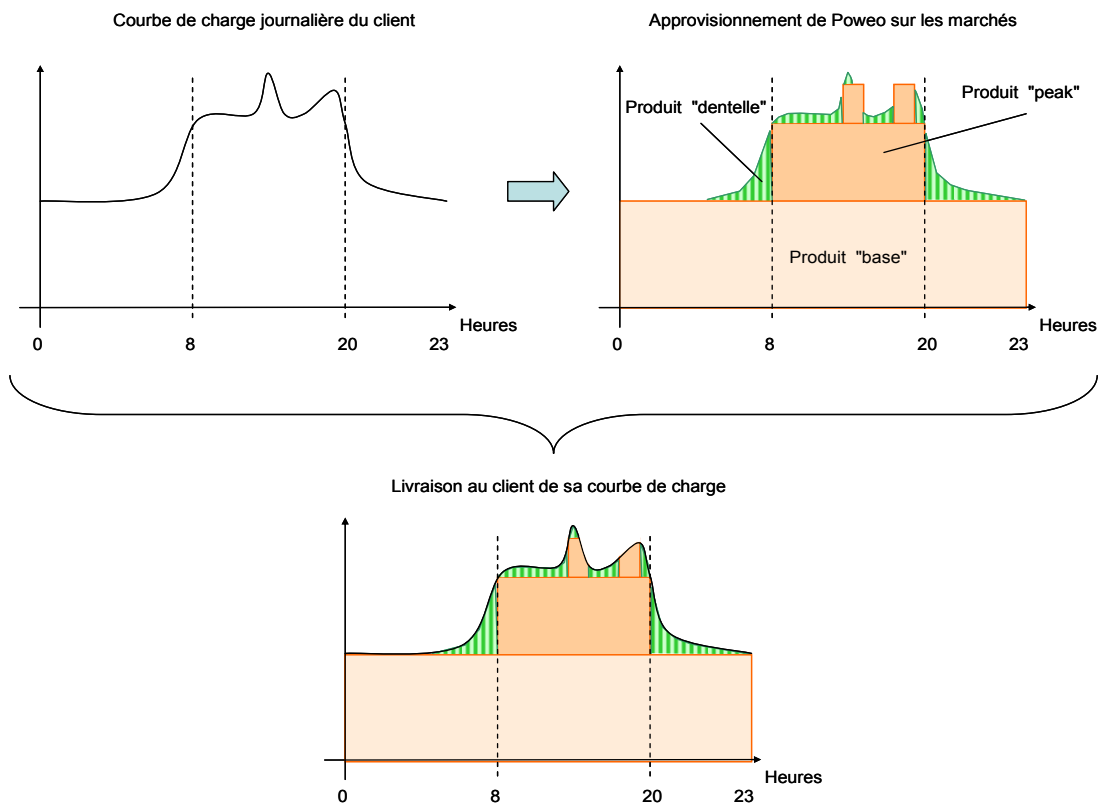 Courbe de charge journalière du client
Approvisionnement de Poweo sur les marchés
Produit "dentelle"
Produit "peak"
Produit "base"
Heures
0 8 20 23
Heures
0 8 20 23
Livraison au client de sa courbe de charge
Heures
0 8 20 23